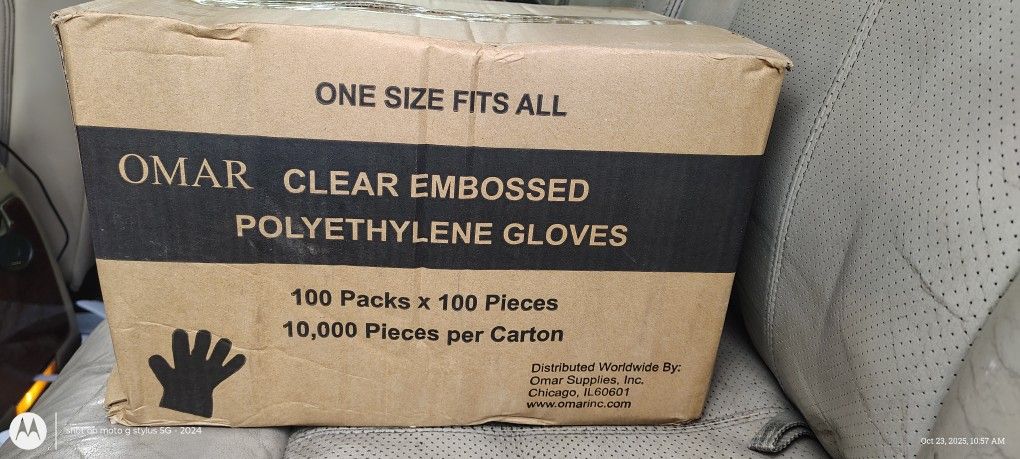 ONE SIZE FITS ALL
OMAR CLEAR EMBOSSED
POLYETHYLENE GLOVES
100 Packs x 100 Pieces
10,000 Pieces per Carton
Distributed Worldwide By:
Omar Supplies, Inc.
Chicago, IL60601
www.omarinc.com
shot on moto g stylus 5G - 2024
Oct 23, 2025, 10:57 AM